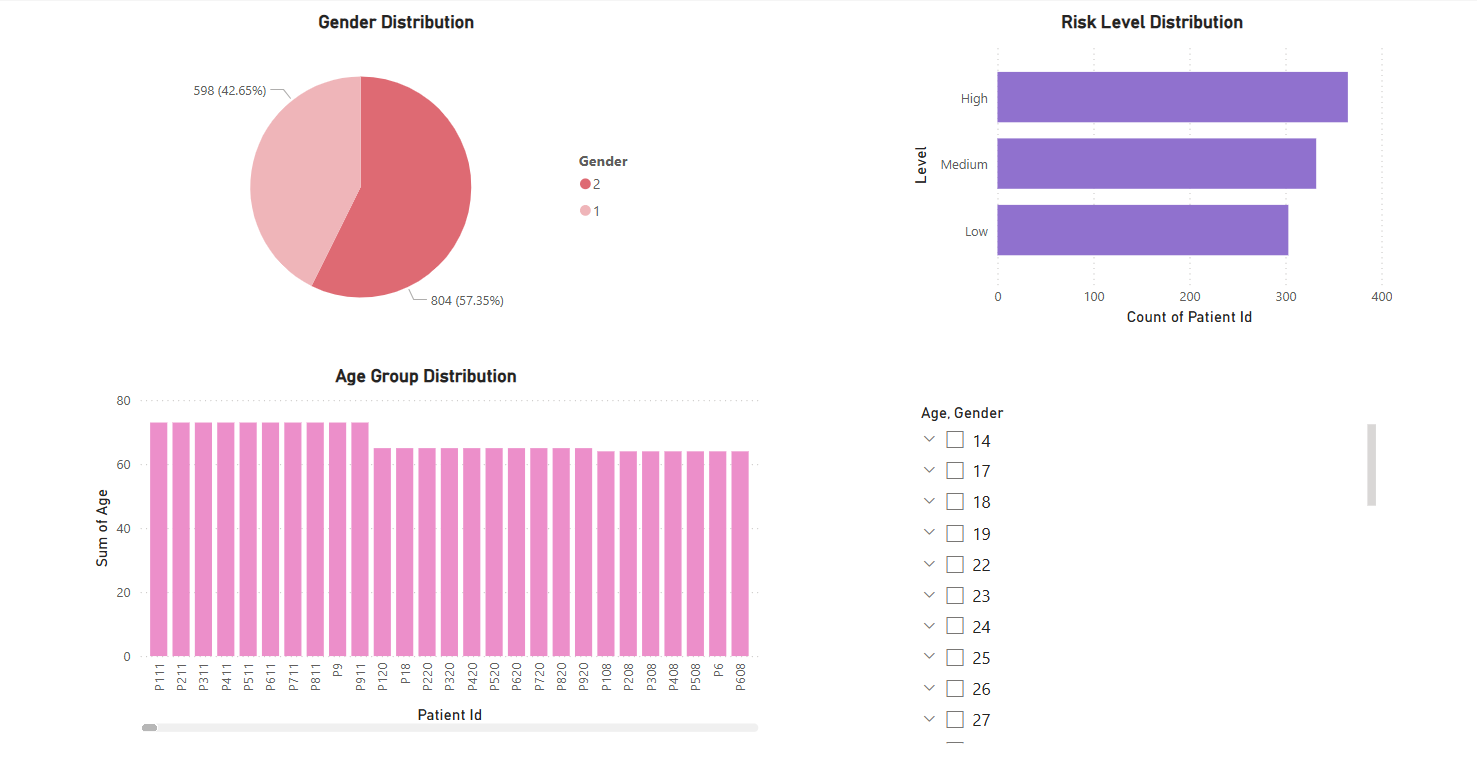 Gender Distribution
598 (42.65%)
804 (57.35%)
Gender
2
1
Risk Level Distribution
Level
High
Medium
Low
0 100 200 300 400
Count of Patient Id
Age Group Distribution
Sum of Age
80
60
40
20
0
P111 P211 P311 P411 P511 P611 P711 P811 P9 P911 P120 P18 P220 P320 P420 P520 P620 P720 P820 P920 P108 P208 P308 P408 P508 P6 P608
Patient Id
Age, Gender
14
17
18
19
22
23
24
25
26
27